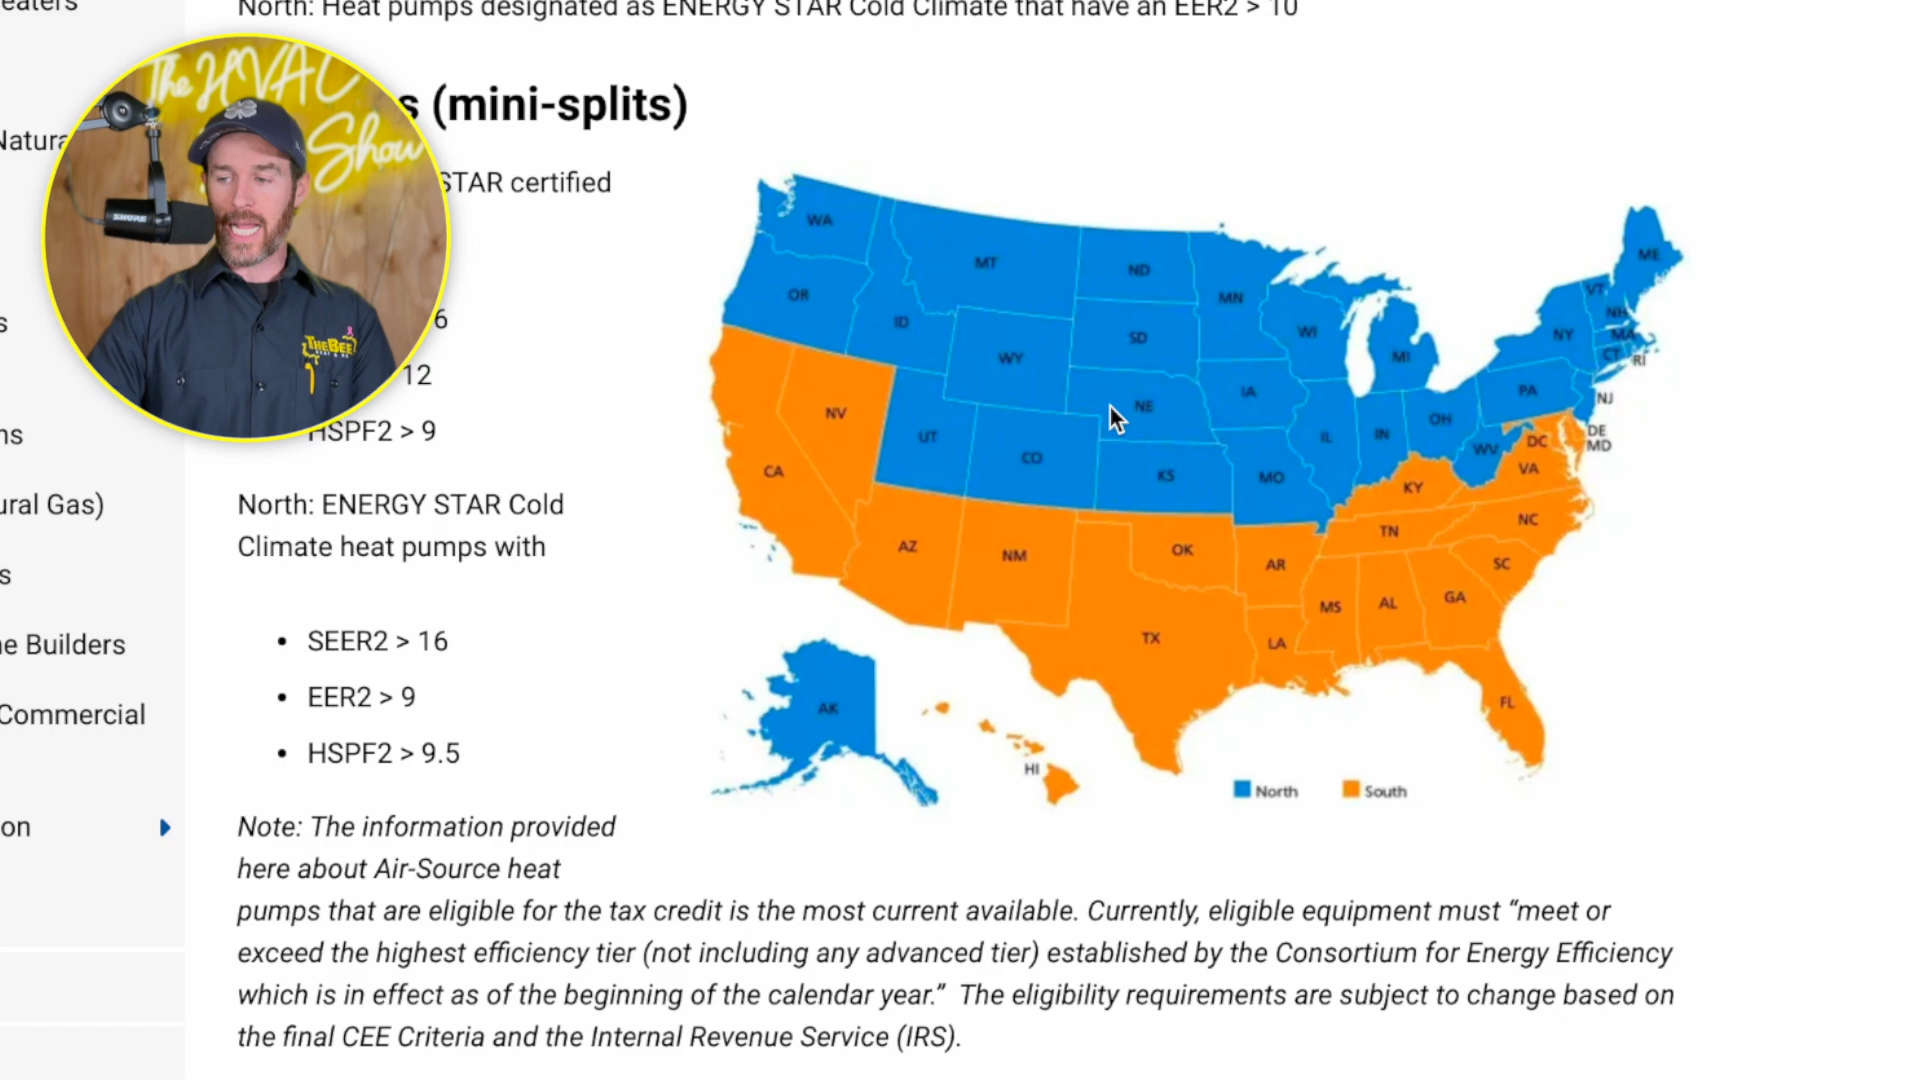 eaters
North: Heat pumps designated as ENERGY STAR Cold Climate that have an EER2 > 10
The HVAC
Show
s (mini-splits)
Natura
STAR certified
SHURE
THEBEE
s
6
12
ns
HSPF2 > 9
ural Gas)
North: ENERGY STAR Cold
Climate heat pumps with
s
ne Builders
• SEER2 > 16
• EER2 > 9
Commercial
• HSPF2 > 9.5
on
WA
MT
ND
MN
ME
VT
NH
OR
ID
SD
WI
NY
MA
WY
MI
CT
RI
NE
IA
PA
NJ
NV
UT
CO
KS
MO
IL
IN
OH
WV
DC
DE
MD
VA
CA
KY
AZ
NM
OK
AR
TN
NC
SC
TX
LA
MS
AL
GA
FL
AK
HI
North
South
Note: The information provided
here about Air-Source heat
pumps that are eligible for the tax credit is the most current available. Currently, eligible equipment must “meet or
exceed the highest efficiency tier (not including any advanced tier) established by the Consortium for Energy Efficiency
which is in effect as of the beginning of the calendar year.” The eligibility requirements are subject to change based on
the final CEE Criteria and the Internal Revenue Service (IRS).